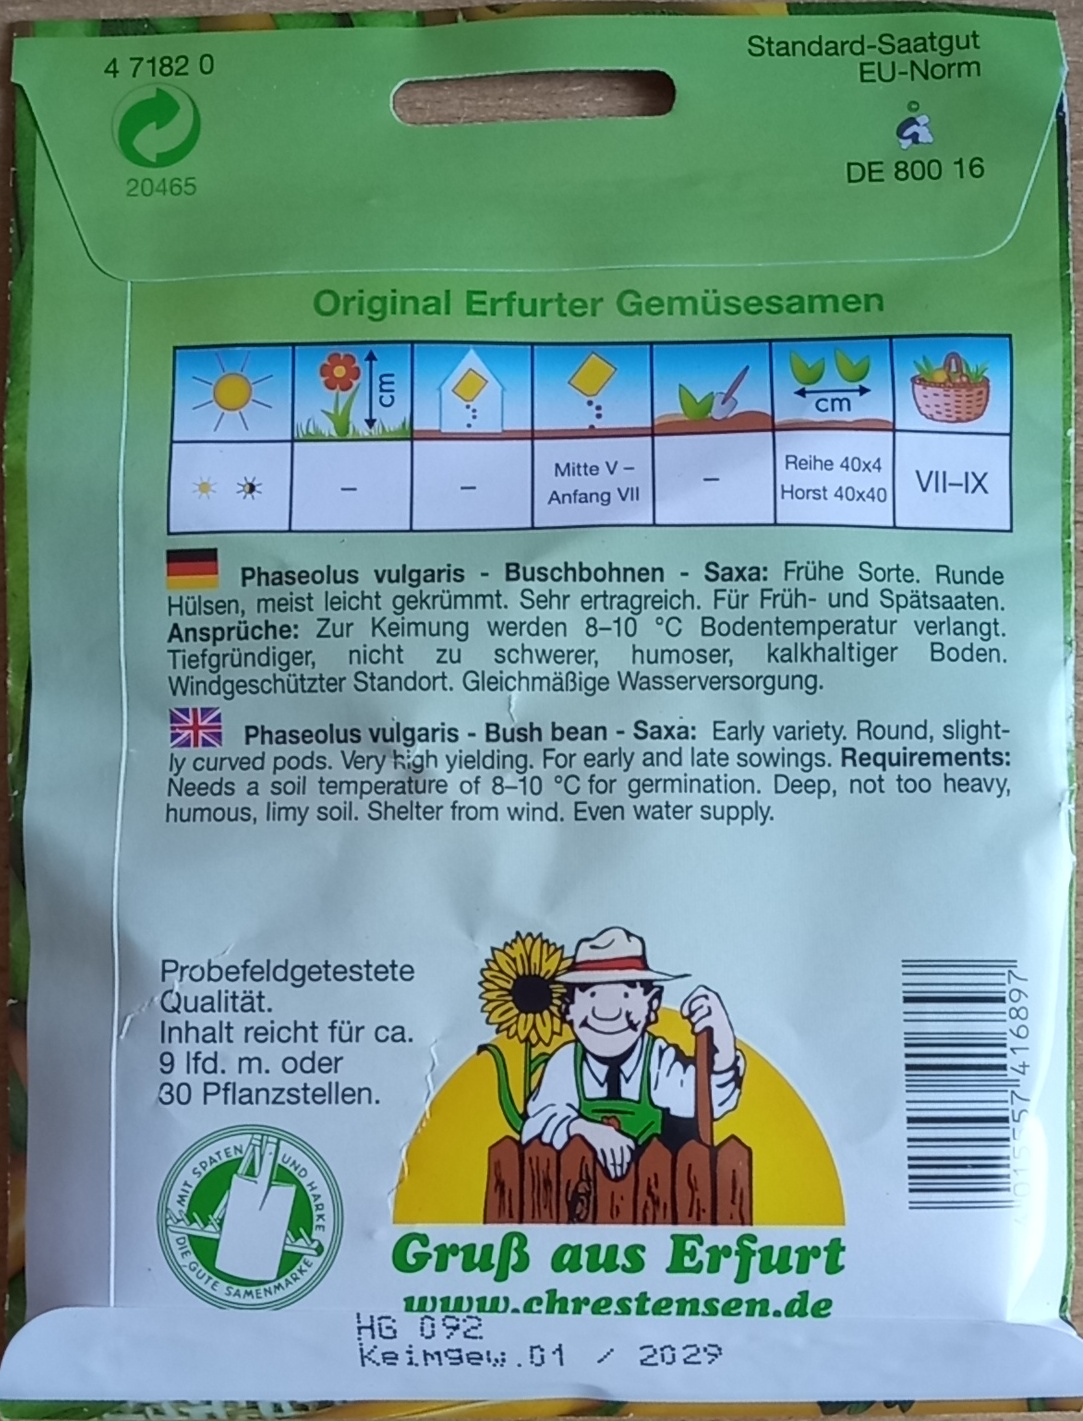 4 7182 0
20465
Standard-Saatgut
EU-Norm
©
DE 800 16
Original Erfurter Gemüsesamen
cm
cm
–
–
Mitte V –
Anfang VII
–
Reihe 40x4
Horst 40x40
VII–IX
Phaseolus vulgaris - Buschbohnen - Saxa: Frühe Sorte. Runde
Hülsen, meist leicht gekrümmt. Sehr ertragreich. Für Früh- und Spätsaaten.
Ansprüche: Zur Keimung werden 8–10 °C Bodentemperatur verlangt.
Tiefgründiger, nicht zu schwerer, humoser, kalkhaltiger Boden.
Windgeschützter Standort. Gleichmäßige Wasserversorgung.
Phaseolus vulgaris - Bush bean - Saxa: Early variety. Round, slight-
ly curved pods. Very high yielding. For early and late sowings. Requirements:
Needs a soil temperature of 8–10 °C for germination. Deep, not too heavy,
humous, limy soil. Shelter from wind. Even water supply.
Probefeldgetestete
Qualität.
Inhalt reicht für ca.
9 lfd. m. oder
30 Pflanzstellen.
MIT SPATEN UND HARKE
DIE GUTE SAMENMARKE
4015557416897
Gruß aus Erfurt
www.chrestensen.de
HG 092
Keimgew.01 / 2029